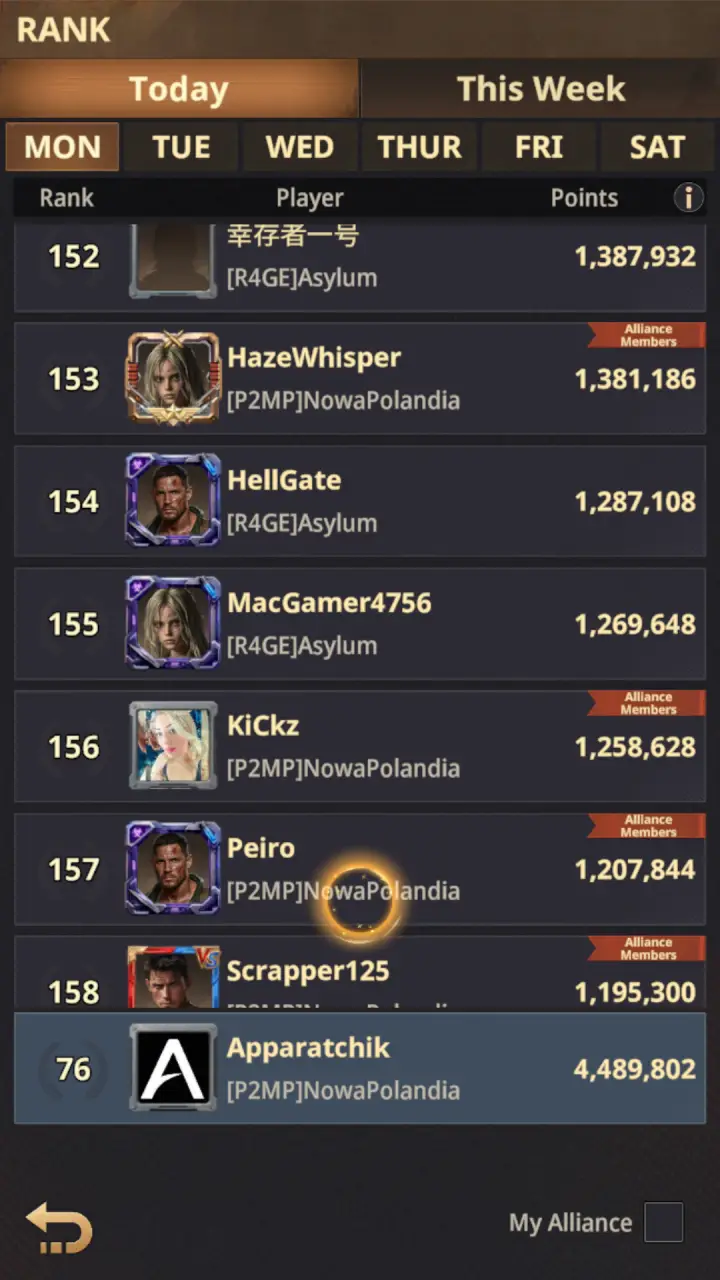 RANK
Today
This Week
MON
TUE
WED
THUR
FRI
SAT
Rank
Player
Points
152
幸存者一号
[R4GE]Asylum
1,387,932
153
HazeWhisper
[P2MP]NowaPolandia
Alliance
Members
1,381,186
154
HellGate
[R4GE]Asylum
1,287,108
155
MacGamer4756
[R4GE]Asylum
1,269,648
156
KiCkz
[P2MP]NowaPolandia
Alliance
Members
1,258,628
157
Peiro
[P2MP]NowaPolandia
Alliance
Members
1,207,844
158
VS
Scrapper125
Alliance
Members
1,195,300
76
Apparatchik
[P2MP]NowaPolandia
4,489,802
My Alliance